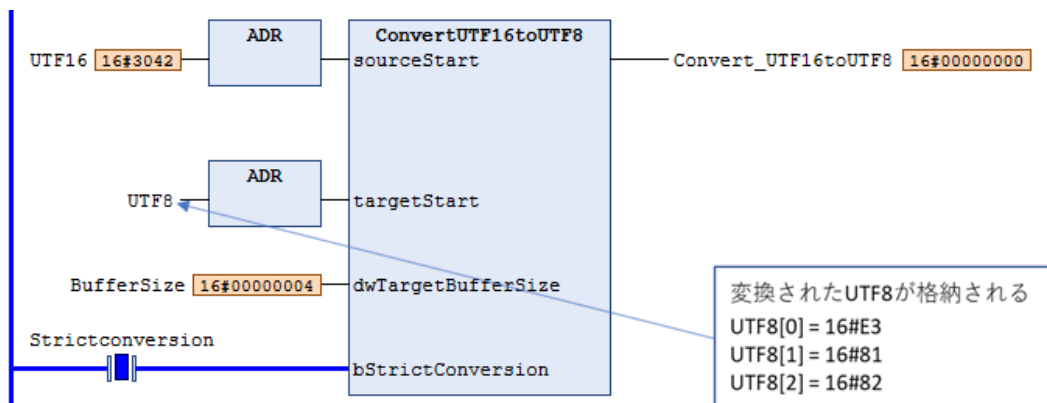 ADR
ConvertUTF16toUTF8
UTF16 16#3042
sourceStart
Convert_UTF16toUTF8 16#00000000
ADR
UTF8
targetStart
BufferSize 16#00000004
dwTargetBufferSize
Strictconversion
bStrictConversion
変換されたUTF8が格納される
UTF8[0] = 16#E3
UTF8[1] = 16#81
UTF8[2] = 16#82